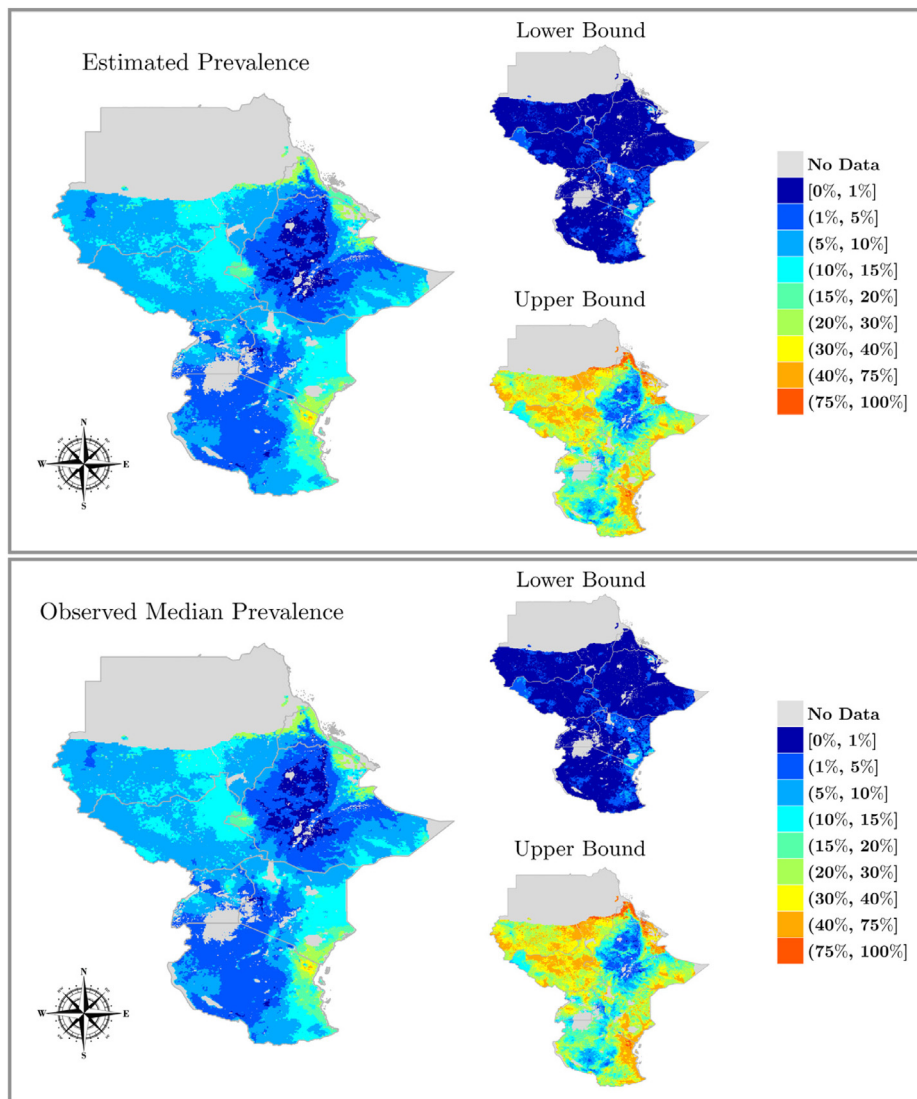 Lower Bound
Estimated Prevalence
No Data
[0%, 1%]
(1%, 5%]
(5%, 10%]
(10%, 15%]
(15%, 20%]
(20%, 30%]
(30%, 40%]
(40%, 75%]
(75%, 100%]
Upper Bound
N
W E
S
Lower Bound
Observed Median Prevalence
No Data
[0%, 1%]
(1%, 5%]
(5%, 10%]
(10%, 15%]
(15%, 20%]
(20%, 30%]
(30%, 40%]
(40%, 75%]
(75%, 100%]
Upper Bound
N
W E
S